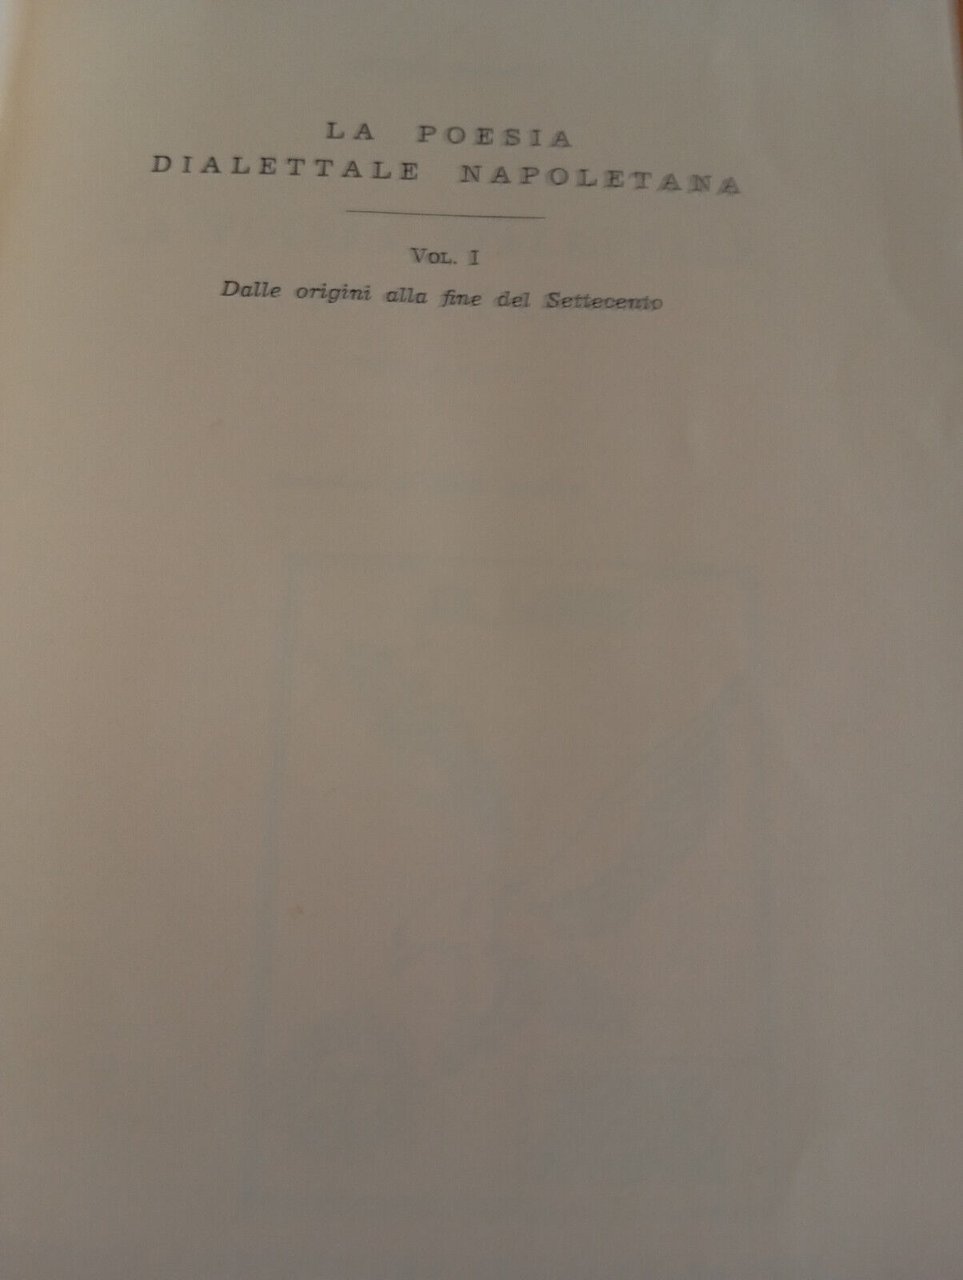 LA POESIA
DIALETTALE NAPOLETANA
VOL. I
Dalle origini alla fine del Settecento